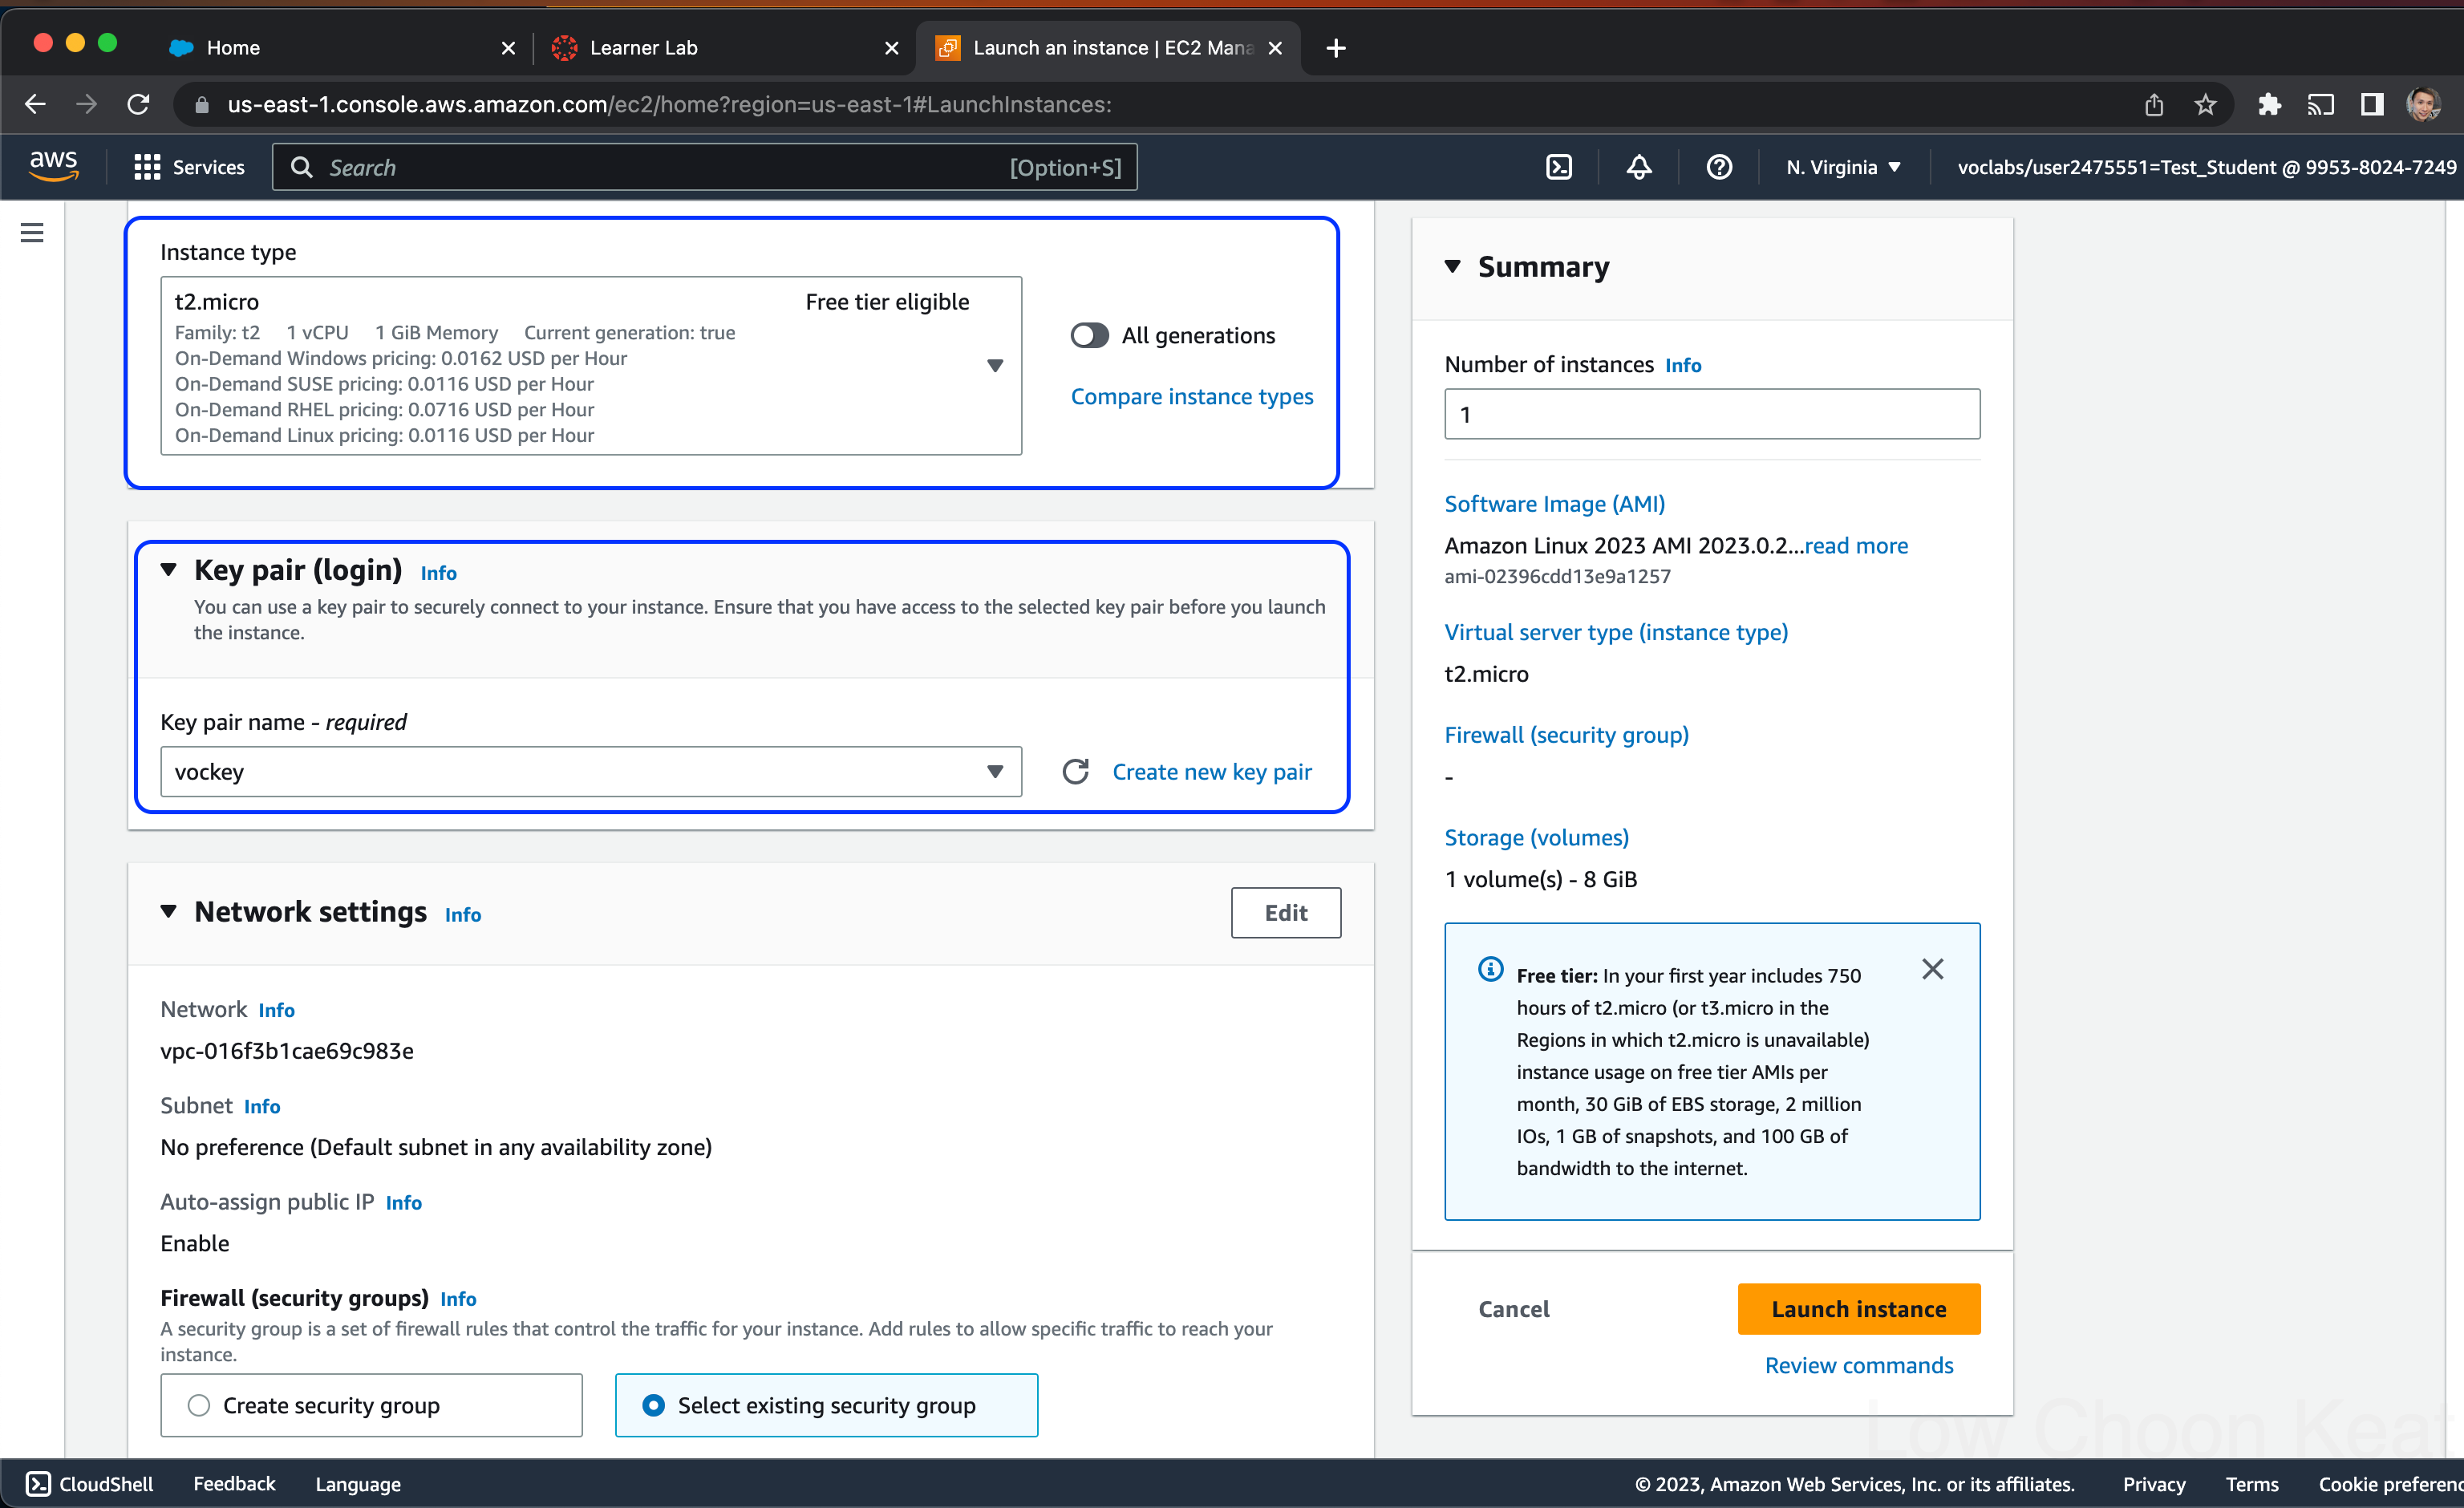 Home
Learner Lab
Launch an instance | EC2 Mana
us-east-1.console.aws.amazon.com/ec2/home?region=us-east-1#LaunchInstances:
aws
Services
Search
[Option+S]
N. Virginia
voclabs/user2475551=Test_Student @ 9953-8024-7249
Instance type
t2.micro
Free tier eligible
Family: t2 1 vCPU 1 GiB Memory Current generation: true
On-Demand Windows pricing: 0.0162 USD per Hour
On-Demand SUSE pricing: 0.0116 USD per Hour
On-Demand RHEL pricing: 0.0716 USD per Hour
On-Demand Linux pricing: 0.0116 USD per Hour
All generations
Compare instance types
Key pair (login) Info
You can use a key pair to securely connect to your instance. Ensure that you have access to the selected key pair before you launch
the instance.
Key pair name - required
vockey
Create new key pair
Network settings Info
Edit
Network Info
vpc-016f3b1cae69c983e
Subnet Info
No preference (Default subnet in any availability zone)
Auto-assign public IP Info
Enable
Firewall (security groups) Info
A security group is a set of firewall rules that control the traffic for your instance. Add rules to allow specific traffic to reach your
instance.
Create security group
Select existing security group
Summary
Number of instances Info
1
Software Image (AMI)
Amazon Linux 2023 AMI 2023.0.2...read more
ami-02396cdd13e9a1257
Virtual server type (instance type)
t2.micro
Firewall (security group)
-
Storage (volumes)
1 volume(s) - 8 GiB
Free tier: In your first year includes 750
hours of t2.micro (or t3.micro in the
Regions in which t2.micro is unavailable)
instance usage on free tier AMIs per
month, 30 GiB of EBS storage, 2 million
IOs, 1 GB of snapshots, and 100 GB of
bandwidth to the internet.
Cancel
Launch instance
Review commands
Low Choon Keat
CloudShell
Feedback
Language
© 2023, Amazon Web Services, Inc. or its affiliates.
Privacy
Terms
Cookie preferenc